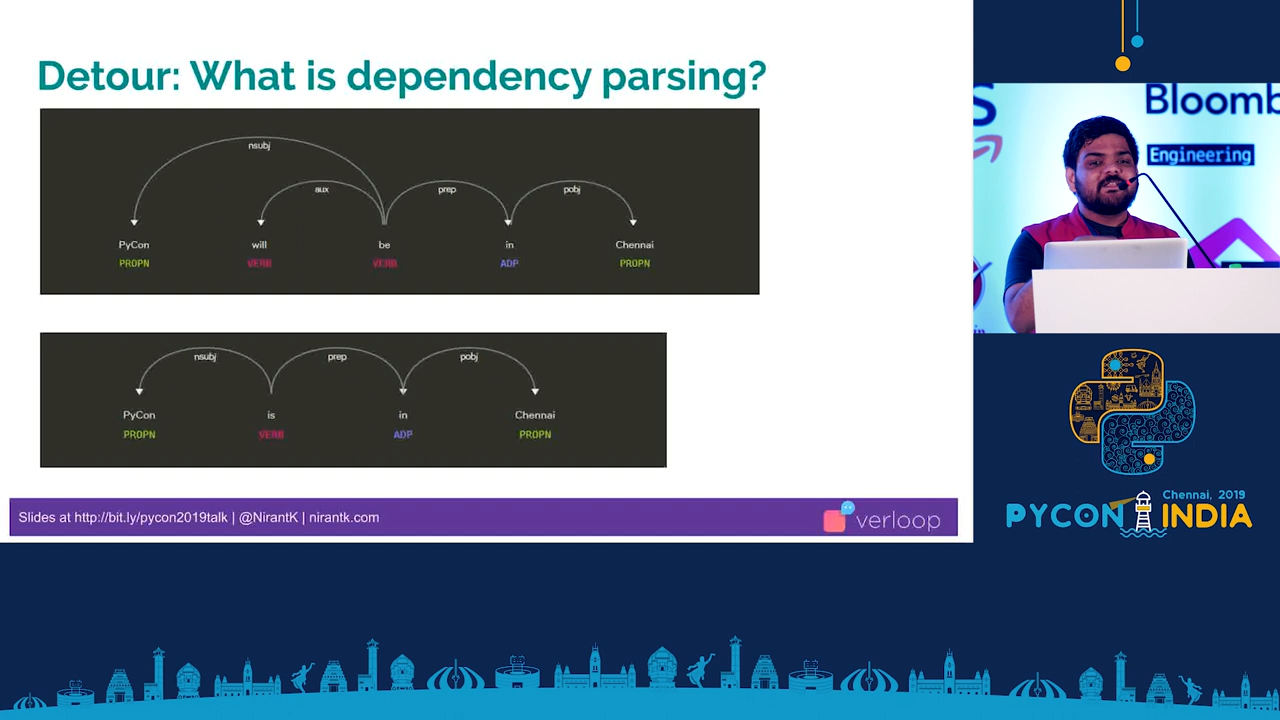 Detour: What is dependency parsing?
nsubj
aux prep pobj
PyCon will be in Chennai
PROPN VERB VERB ADP PROPN
nsubj prep pobj
PyCon is in Chennai
PROPN VERB ADP PROPN
Slides at http://bit.ly/pycon2019talk | @NirantK | nirantk.com
verloop
S
Bloomb
Engineering
Chennai, 2019
PYCON INDIA